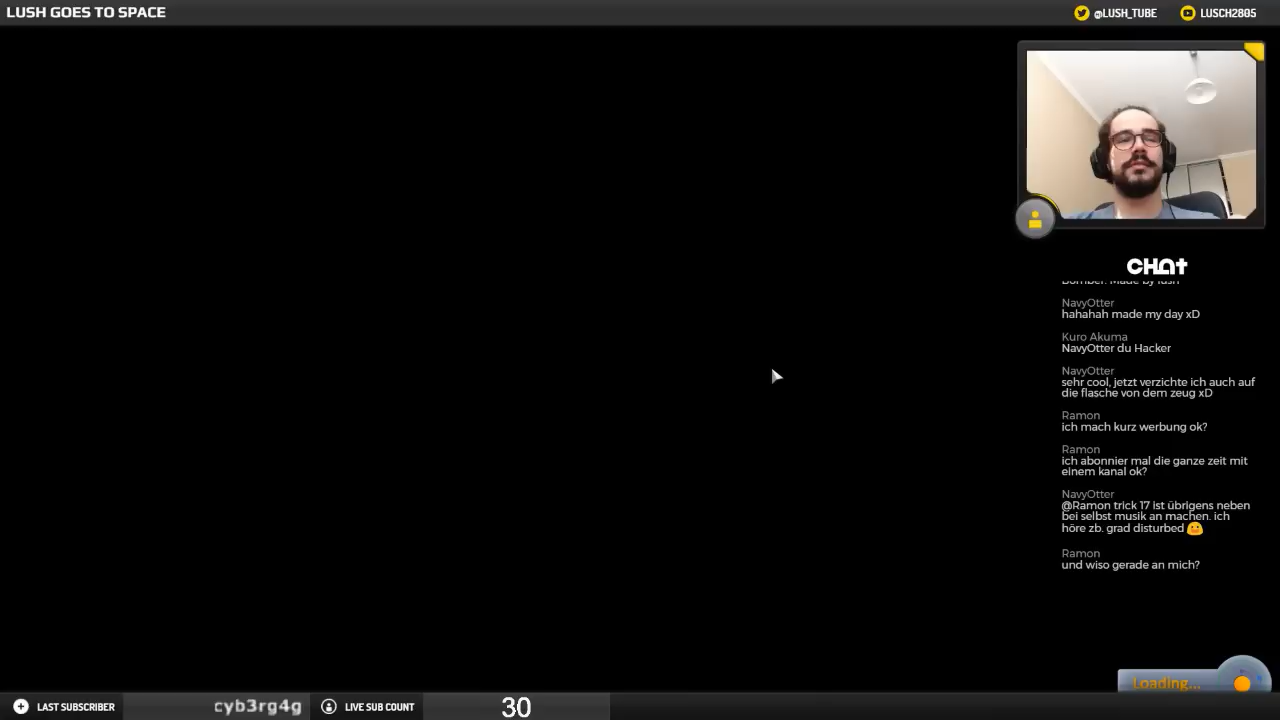 LUSH GOES TO SPACE
@LUSH_TUBE
LUSCH2805
CHAT
Bomber. Made by lush
NavyOtter
hahahah made my day xD
Kuro Akuma
NavyOtter du Hacker
NavyOtter
sehr cool, jetzt verzichte ich auch auf
die flasche von dem zeug xD
Ramon
ich mach kurz werbung ok?
Ramon
ich abonnier mal die ganze zeit mit
einem kanal ok?
NavyOtter
@Ramon trick 17 ist übrigens neben
bei selbst musik an machen. ich
höre zb. grad disturbed
Ramon
und wiso gerade an mich?
Loading...
LAST SUBSCRIBER
cyb3rg4g
LIVE SUB COUNT
30